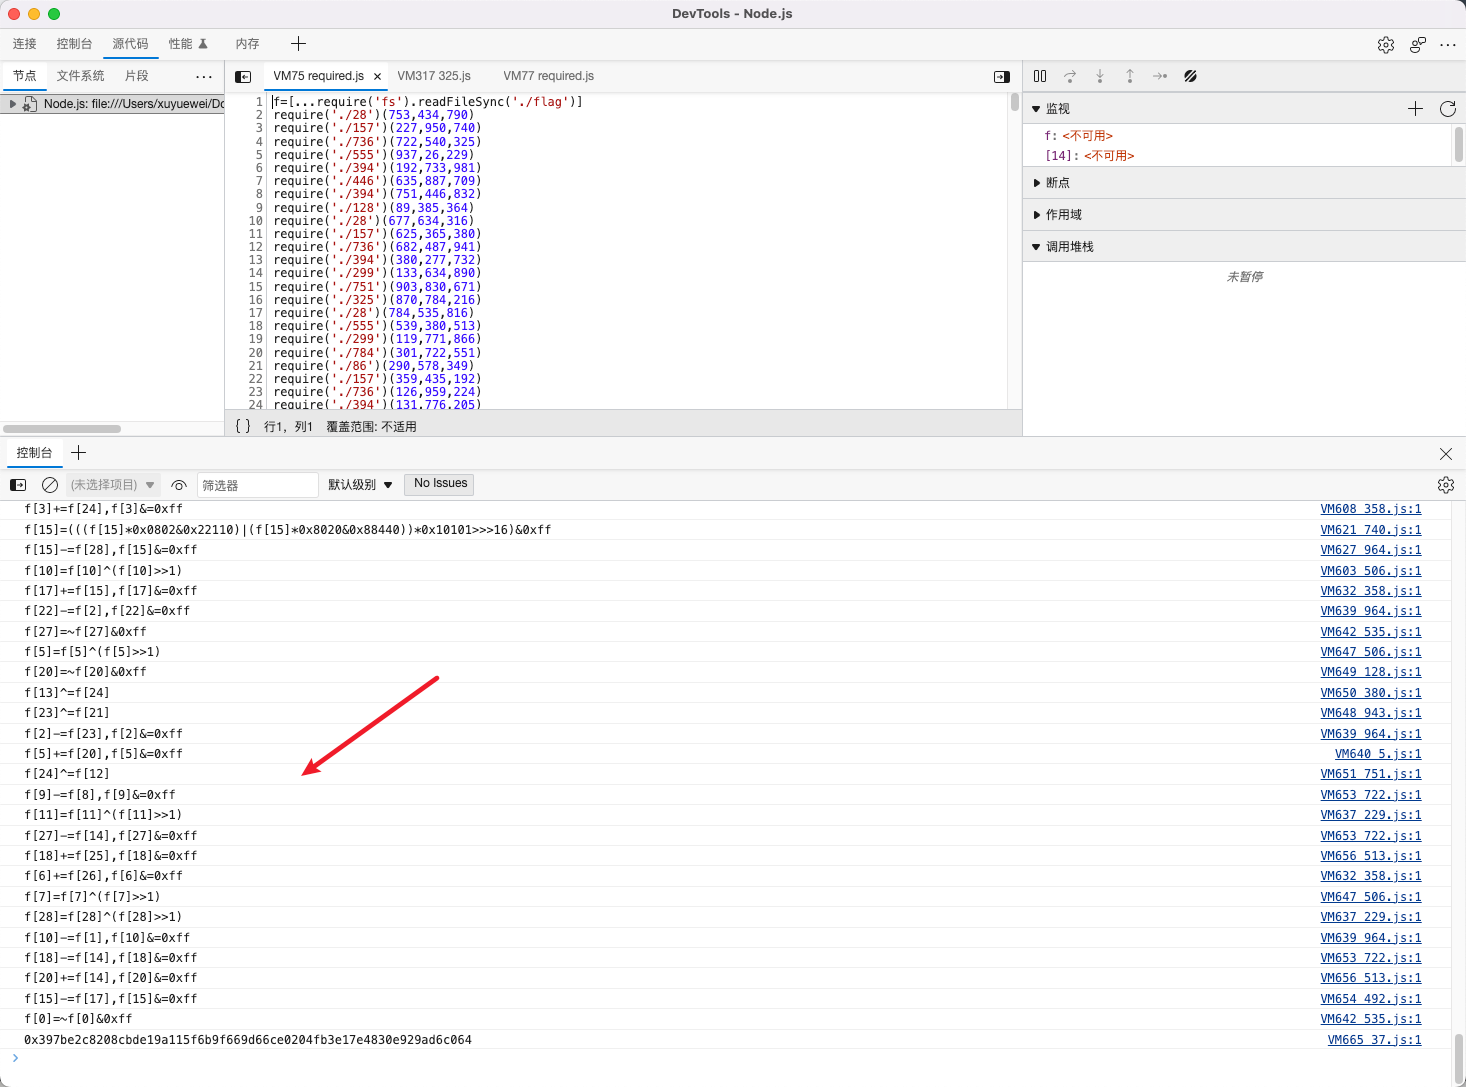 DevTools - Node.js
连接 控制台 源代码 性能 内存
节点 文件系统 片段 ...
VM75 required.js × VM317 325.js VM77 required.js
Node.js: file:///Users/xuyuewei/Do
1 f=[...require('fs').readFileSync('./flag')]
2 require('./28')(753,434,790)
3 require('./157')(227,950,740)
4 require('./736')(722,540,325)
5 require('./555')(937,26,229)
6 require('./394')(192,733,981)
7 require('./446')(635,887,709)
8 require('./394')(751,446,832)
9 require('./128')(89,385,364)
10 require('./28')(677,634,316)
11 require('./157')(625,365,380)
12 require('./736')(682,487,941)
13 require('./394')(380,277,732)
14 require('./299')(133,634,890)
15 require('./751')(903,830,671)
16 require('./325')(870,784,216)
17 require('./28')(784,535,816)
18 require('./555')(539,380,513)
19 require('./299')(119,771,866)
20 require('./784')(301,722,551)
21 require('./86')(290,578,349)
22 require('./157')(359,435,192)
23 require('./736')(126,959,224)
24 require('./394')(131,776,205)
{ } 行1，列1 覆盖范围: 不适用
监视
f: <不可用>
[14]: <不可用>
断点
作用域
调用堆栈
未暂停
控制台
(未选择项目) 筛选器 默认级别 No Issues
f[3]+=f[24],f[3]&=0xff VM608 358.js:1
f[15]=(((f[15]*0x0802&0x22110)|(f[15]*0x8020&0x88440))*0x10101>>>16)&0xff VM621 740.js:1
f[15]-=f[28],f[15]&=0xff VM627 964.js:1
f[10]=f[10]^(f[10]>>1) VM603 506.js:1
f[17]+=f[15],f[17]&=0xff VM632 358.js:1
f[22]-=f[2],f[22]&=0xff VM639 964.js:1
f[27]=~f[27]&0xff VM642 535.js:1
f[5]=f[5]^(f[5]>>1) VM647 506.js:1
f[20]=~f[20]&0xff VM649 128.js:1
f[13]^=f[24] VM650 380.js:1
f[23]^=f[21] VM648 943.js:1
f[2]-=f[23],f[2]&=0xff VM639 964.js:1
f[5]+=f[20],f[5]&=0xff VM640 5.js:1
f[24]^=f[12] VM651 751.js:1
f[9]-=f[8],f[9]&=0xff VM653 722.js:1
f[11]=f[11]^(f[11]>>1) VM637 229.js:1
f[27]-=f[14],f[27]&=0xff VM653 722.js:1
f[18]+=f[25],f[18]&=0xff VM656 513.js:1
f[6]+=f[26],f[6]&=0xff VM632 358.js:1
f[7]=f[7]^(f[7]>>1) VM647 506.js:1
f[28]=f[28]^(f[28]>>1) VM637 229.js:1
f[10]-=f[1],f[10]&=0xff VM639 964.js:1
f[18]-=f[14],f[18]&=0xff VM653 722.js:1
f[20]+=f[14],f[20]&=0xff VM656 513.js:1
f[15]-=f[17],f[15]&=0xff VM654 492.js:1
f[0]=~f[0]&0xff VM642 535.js:1
0x397be2c8208cbde19a115f6b9f669d66ce0204fb3e17e4830e929ad6c064 VM665 37.js:1